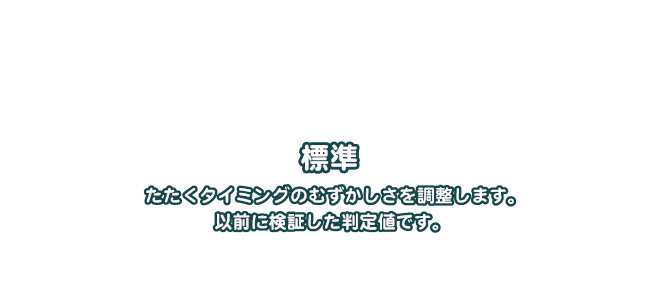 標準
たたくタイミングのむずかしさを調整します。
以前に検証した判定値です。